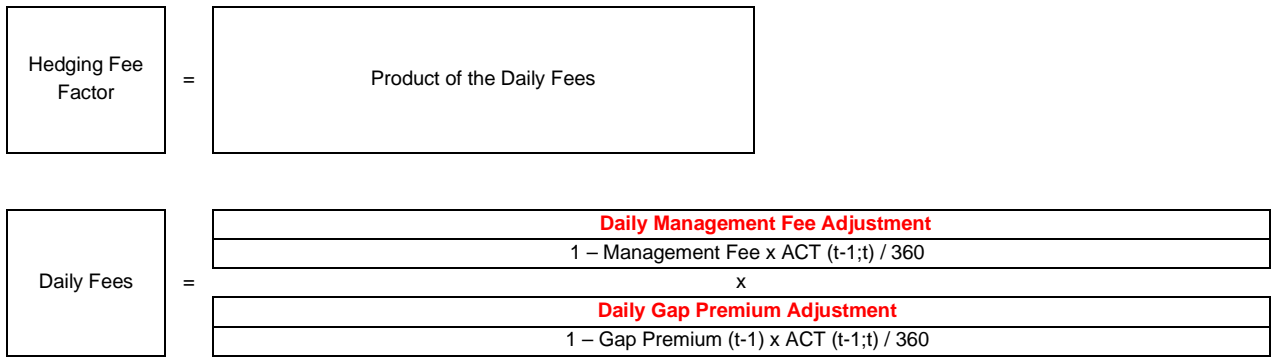 Hedging Fee
Factor
=
Product of the Daily Fees
Daily Fees
=
Daily Management Fee Adjustment
1 – Management Fee x ACT (t-1;t) / 360
x
Daily Gap Premium Adjustment
1 – Gap Premium (t-1) x ACT (t-1;t) / 360